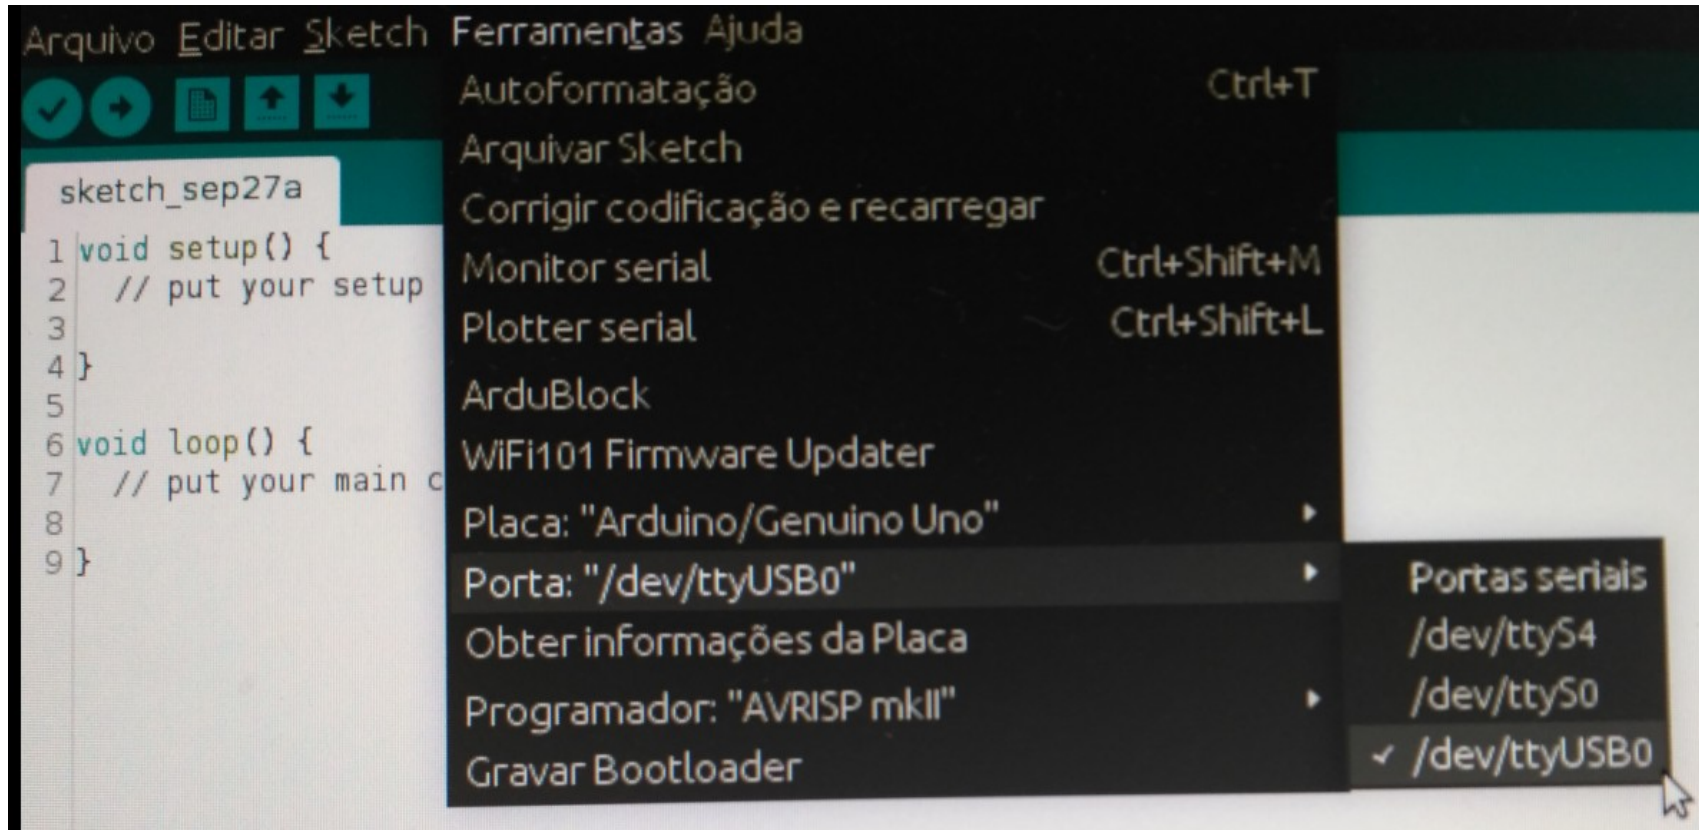 Arquivo Editar Sketch Ferramentas Ajuda
sketch_sep27a
1 void setup() {
2 // put your setup
3
4 }
5
6 void loop() {
7 // put your main c
8
9 }
Autoformatação Ctrl+T
Arquivar Sketch
Corrigir codificação e recarregar
Monitor serial Ctrl+Shift+M
Plotter serial Ctrl+Shift+L
ArduBlock
WiFi101 Firmware Updater
Placa: "Arduino/Genuino Uno"
Porta: "/dev/ttyUSB0"
Obter informações da Placa
Programador: "AVRISP mkII"
Gravar Bootloader
Portas seriais
/dev/ttyS4
/dev/ttyS0
✓ /dev/ttyUSB0